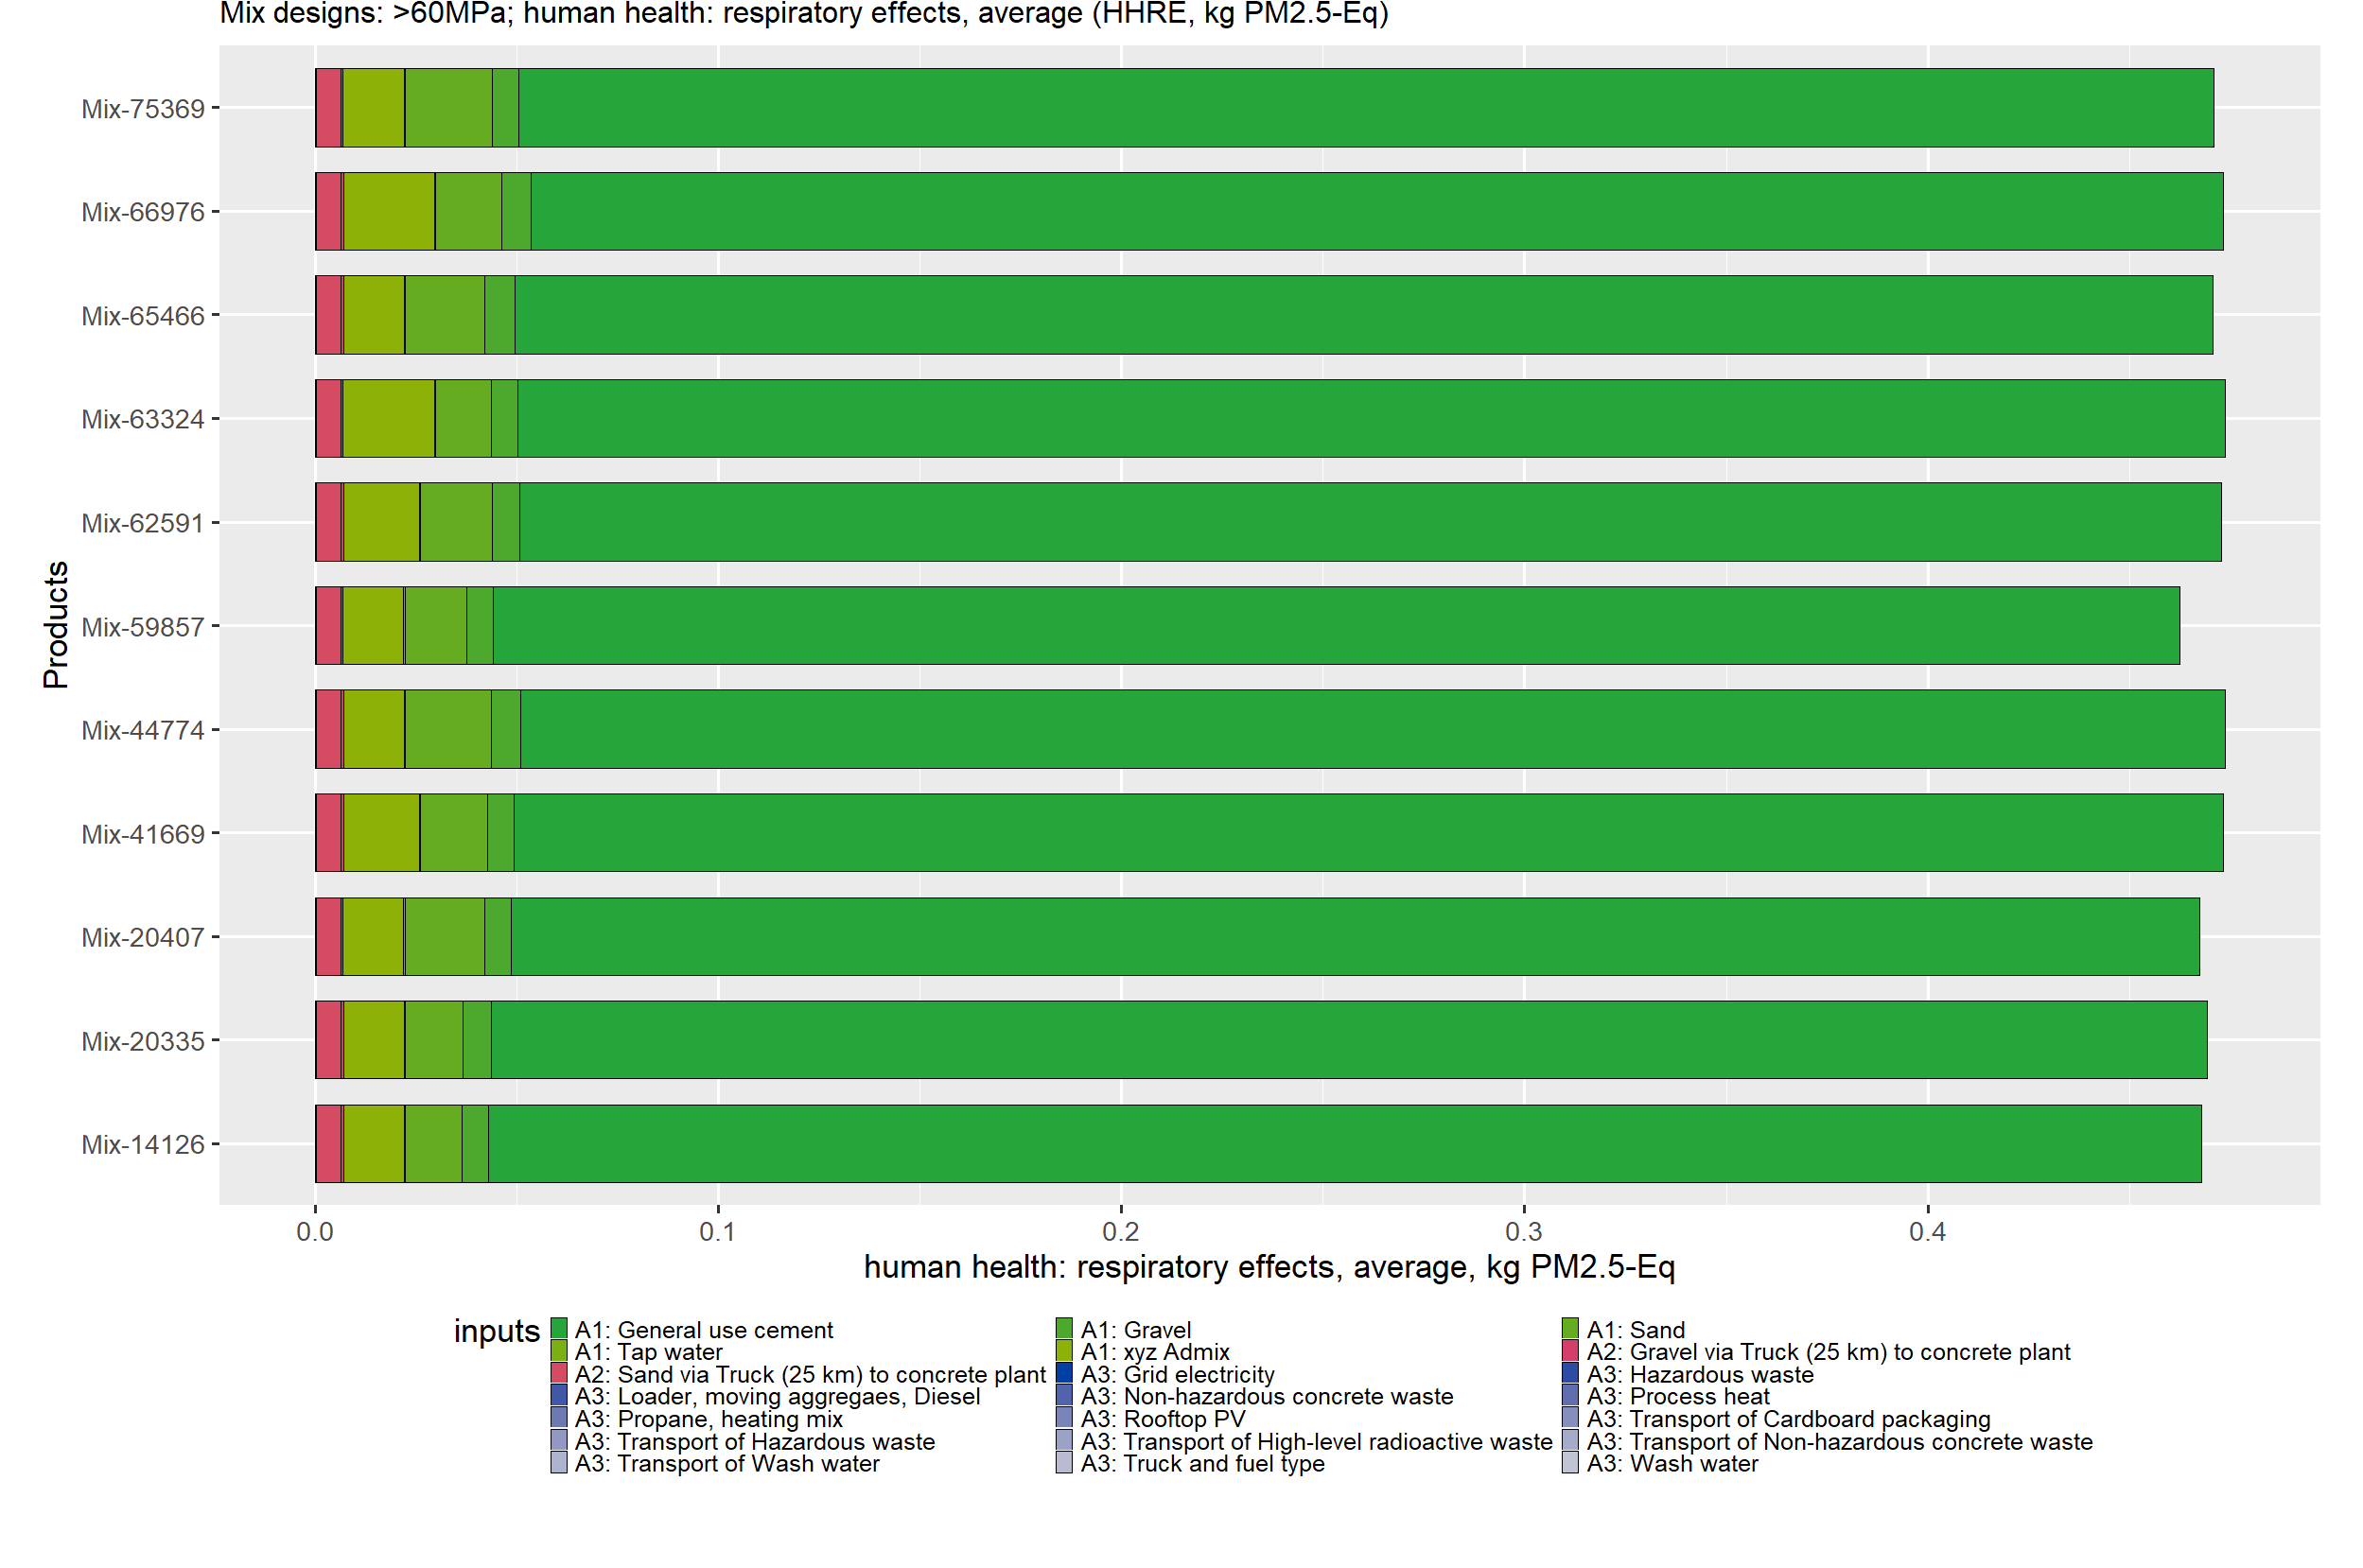 Mix designs: >60MPa; human health: respiratory effects, average (HHRE, kg PM2.5-Eq)
Products
Mix-75369
Mix-66976
Mix-65466
Mix-63324
Mix-62591
Mix-59857
Mix-44774
Mix-41669
Mix-20407
Mix-20335
Mix-14126
0.0 0.1 0.2 0.3 0.4
human health: respiratory effects, average, kg PM2.5-Eq
inputs
A1: General use cement A1: Gravel A1: Sand
A1: Tap water A1: xyz Admix A2: Gravel via Truck (25 km) to concrete plant
A2: Sand via Truck (25 km) to concrete plant A3: Grid electricity A3: Hazardous waste
A3: Loader, moving aggregaes, Diesel A3: Non-hazardous concrete waste A3: Process heat
A3: Propane, heating mix A3: Rooftop PV A3: Transport of Cardboard packaging
A3: Transport of Hazardous waste A3: Transport of High-level radioactive waste A3: Transport of Non-hazardous concrete waste
A3: Transport of Wash water A3: Truck and fuel type A3: Wash water